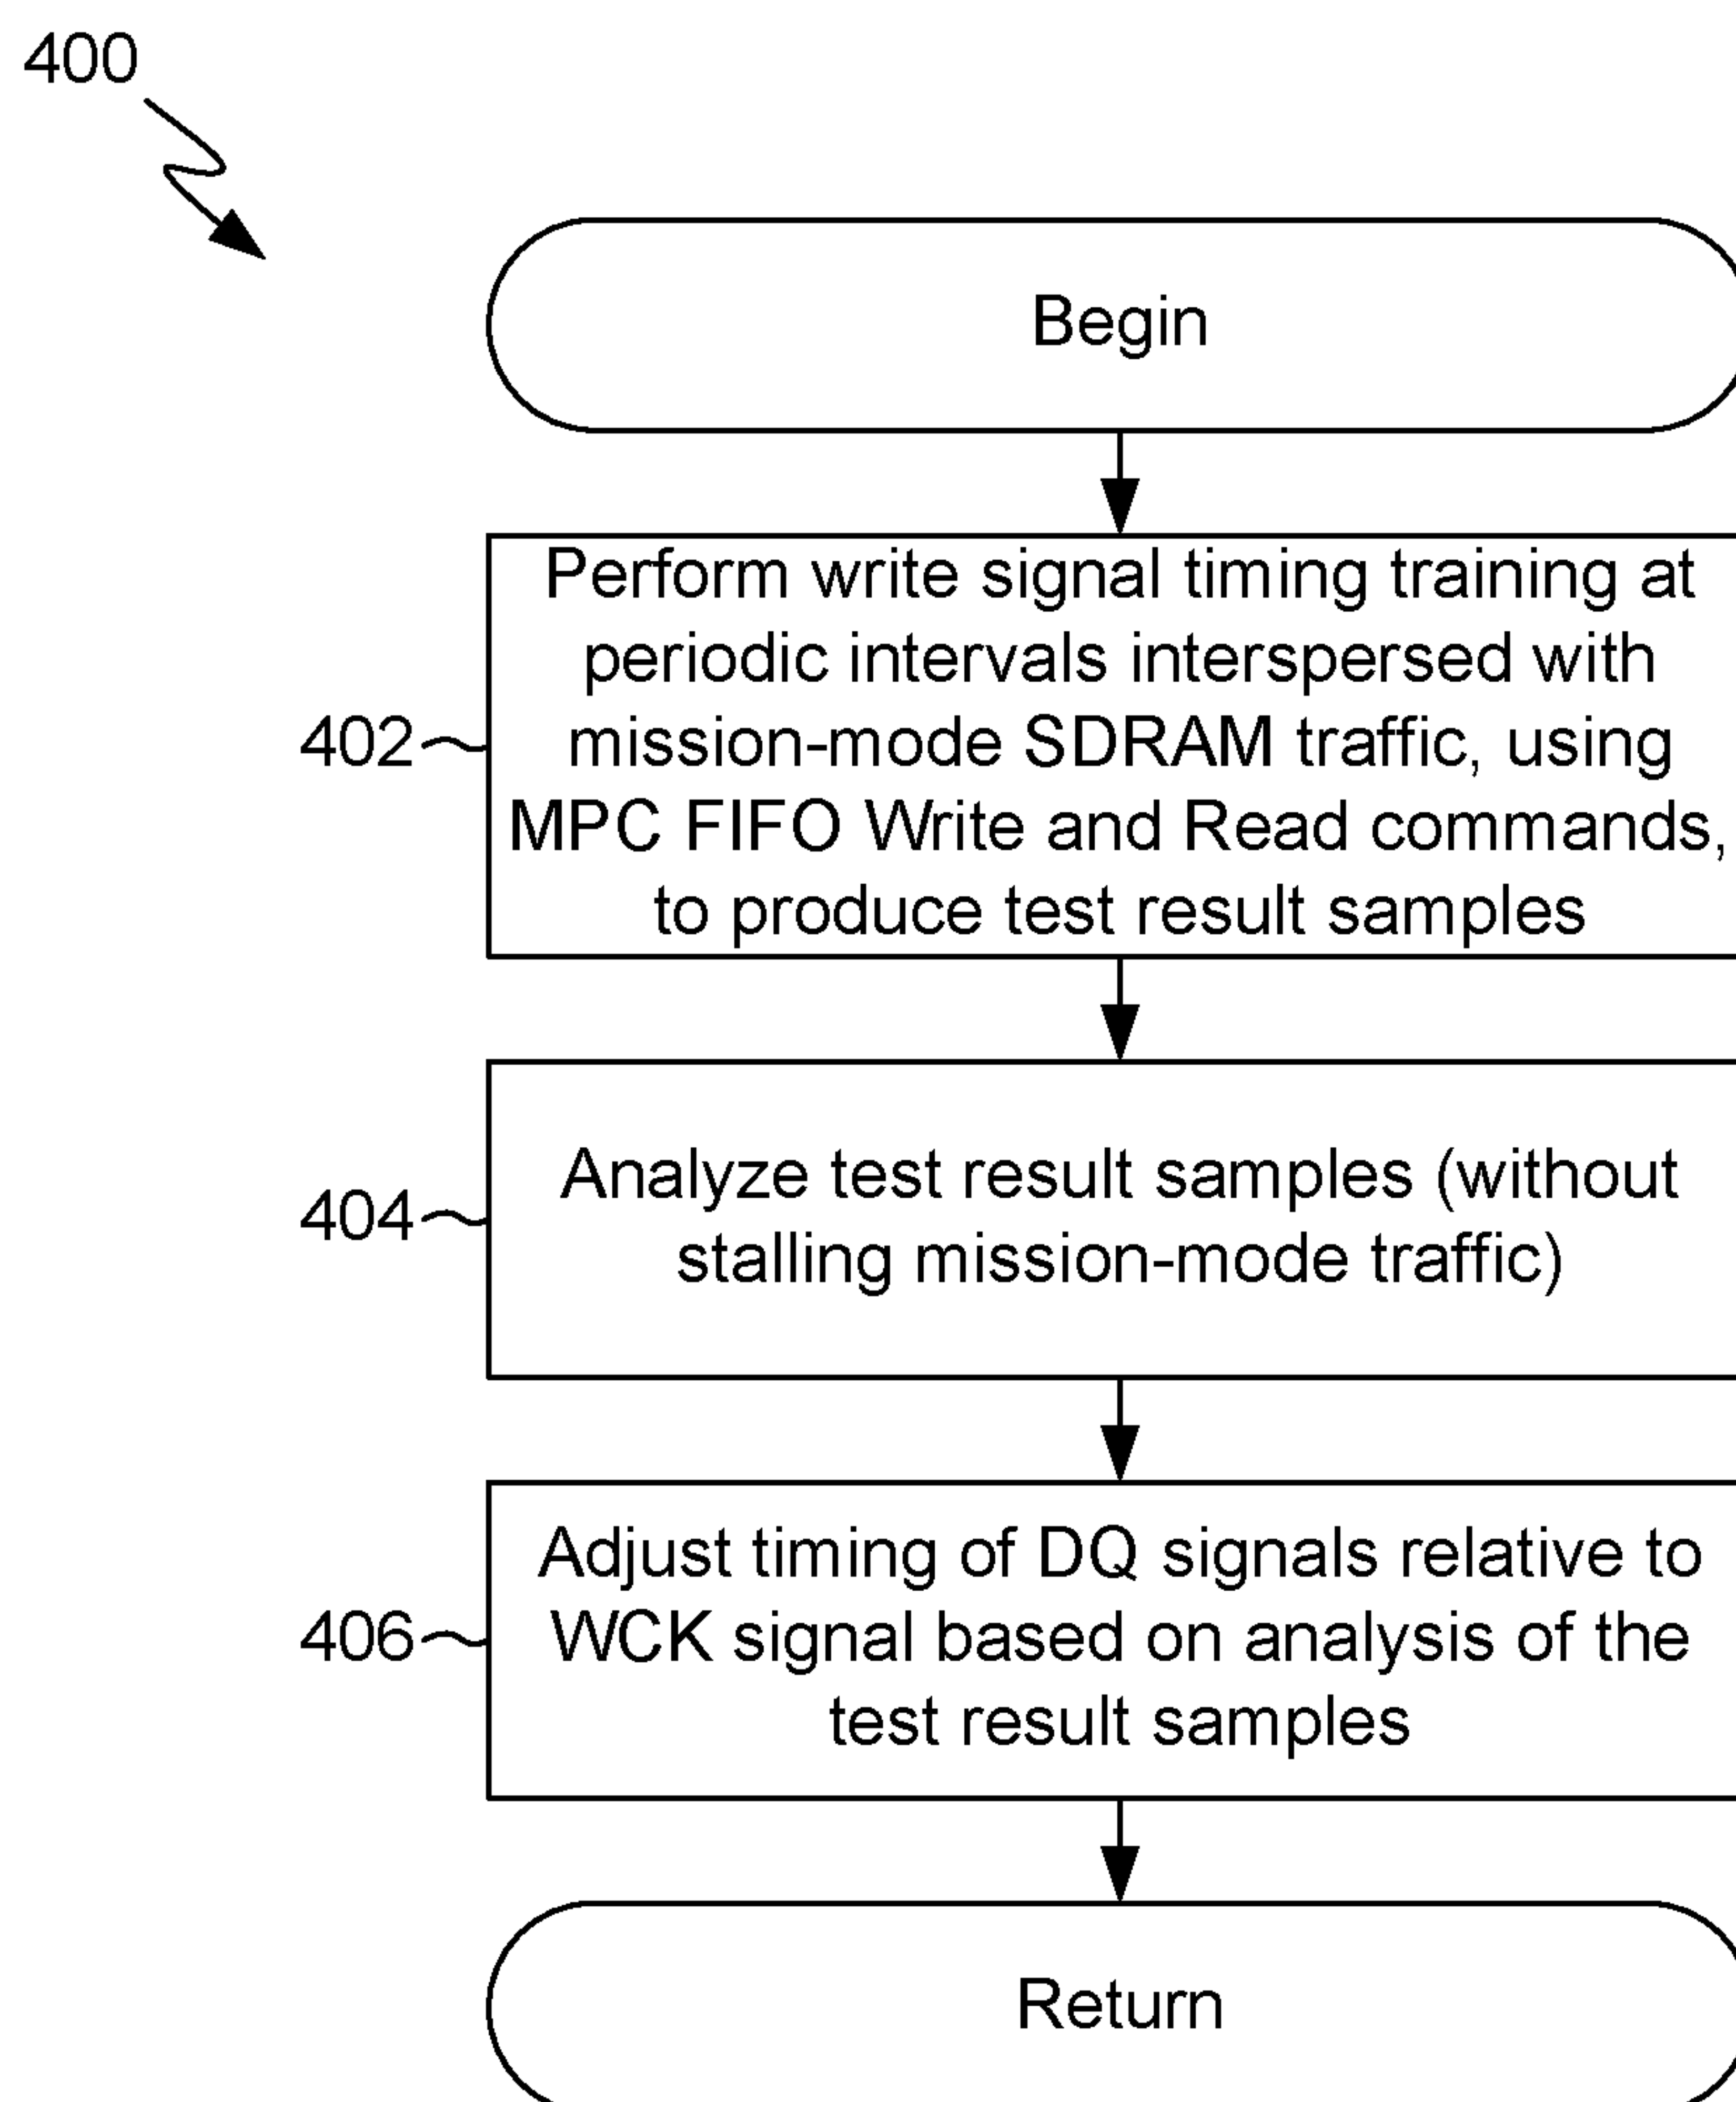 400
Begin
Perform write signal timing training at
periodic intervals interspersed with
402
mission-mode SDRAM traffic, using
MPC FIFO Write and Read commands,
to produce test result samples
Analyze test result samples (without
404
stalling mission-mode traffic)
Adjust timing of DQ signals relative to
406
WCK signal based on analysis of the
test result samples
Return